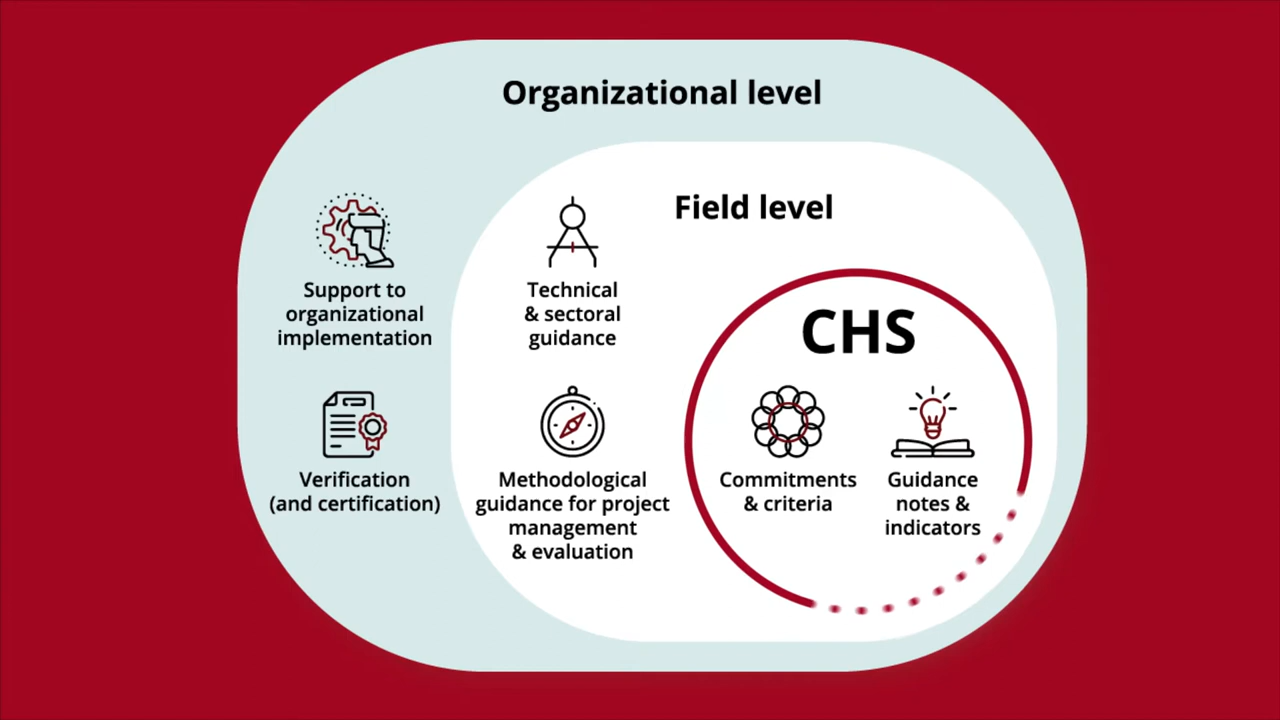 Organizational level
Field level
Support to
organizational
implementation
Technical
& sectoral
guidance
CHS
Verification
(and certification)
Methodological
guidance for project
management
& evaluation
Commitments
& criteria
Guidance
notes &
indicators